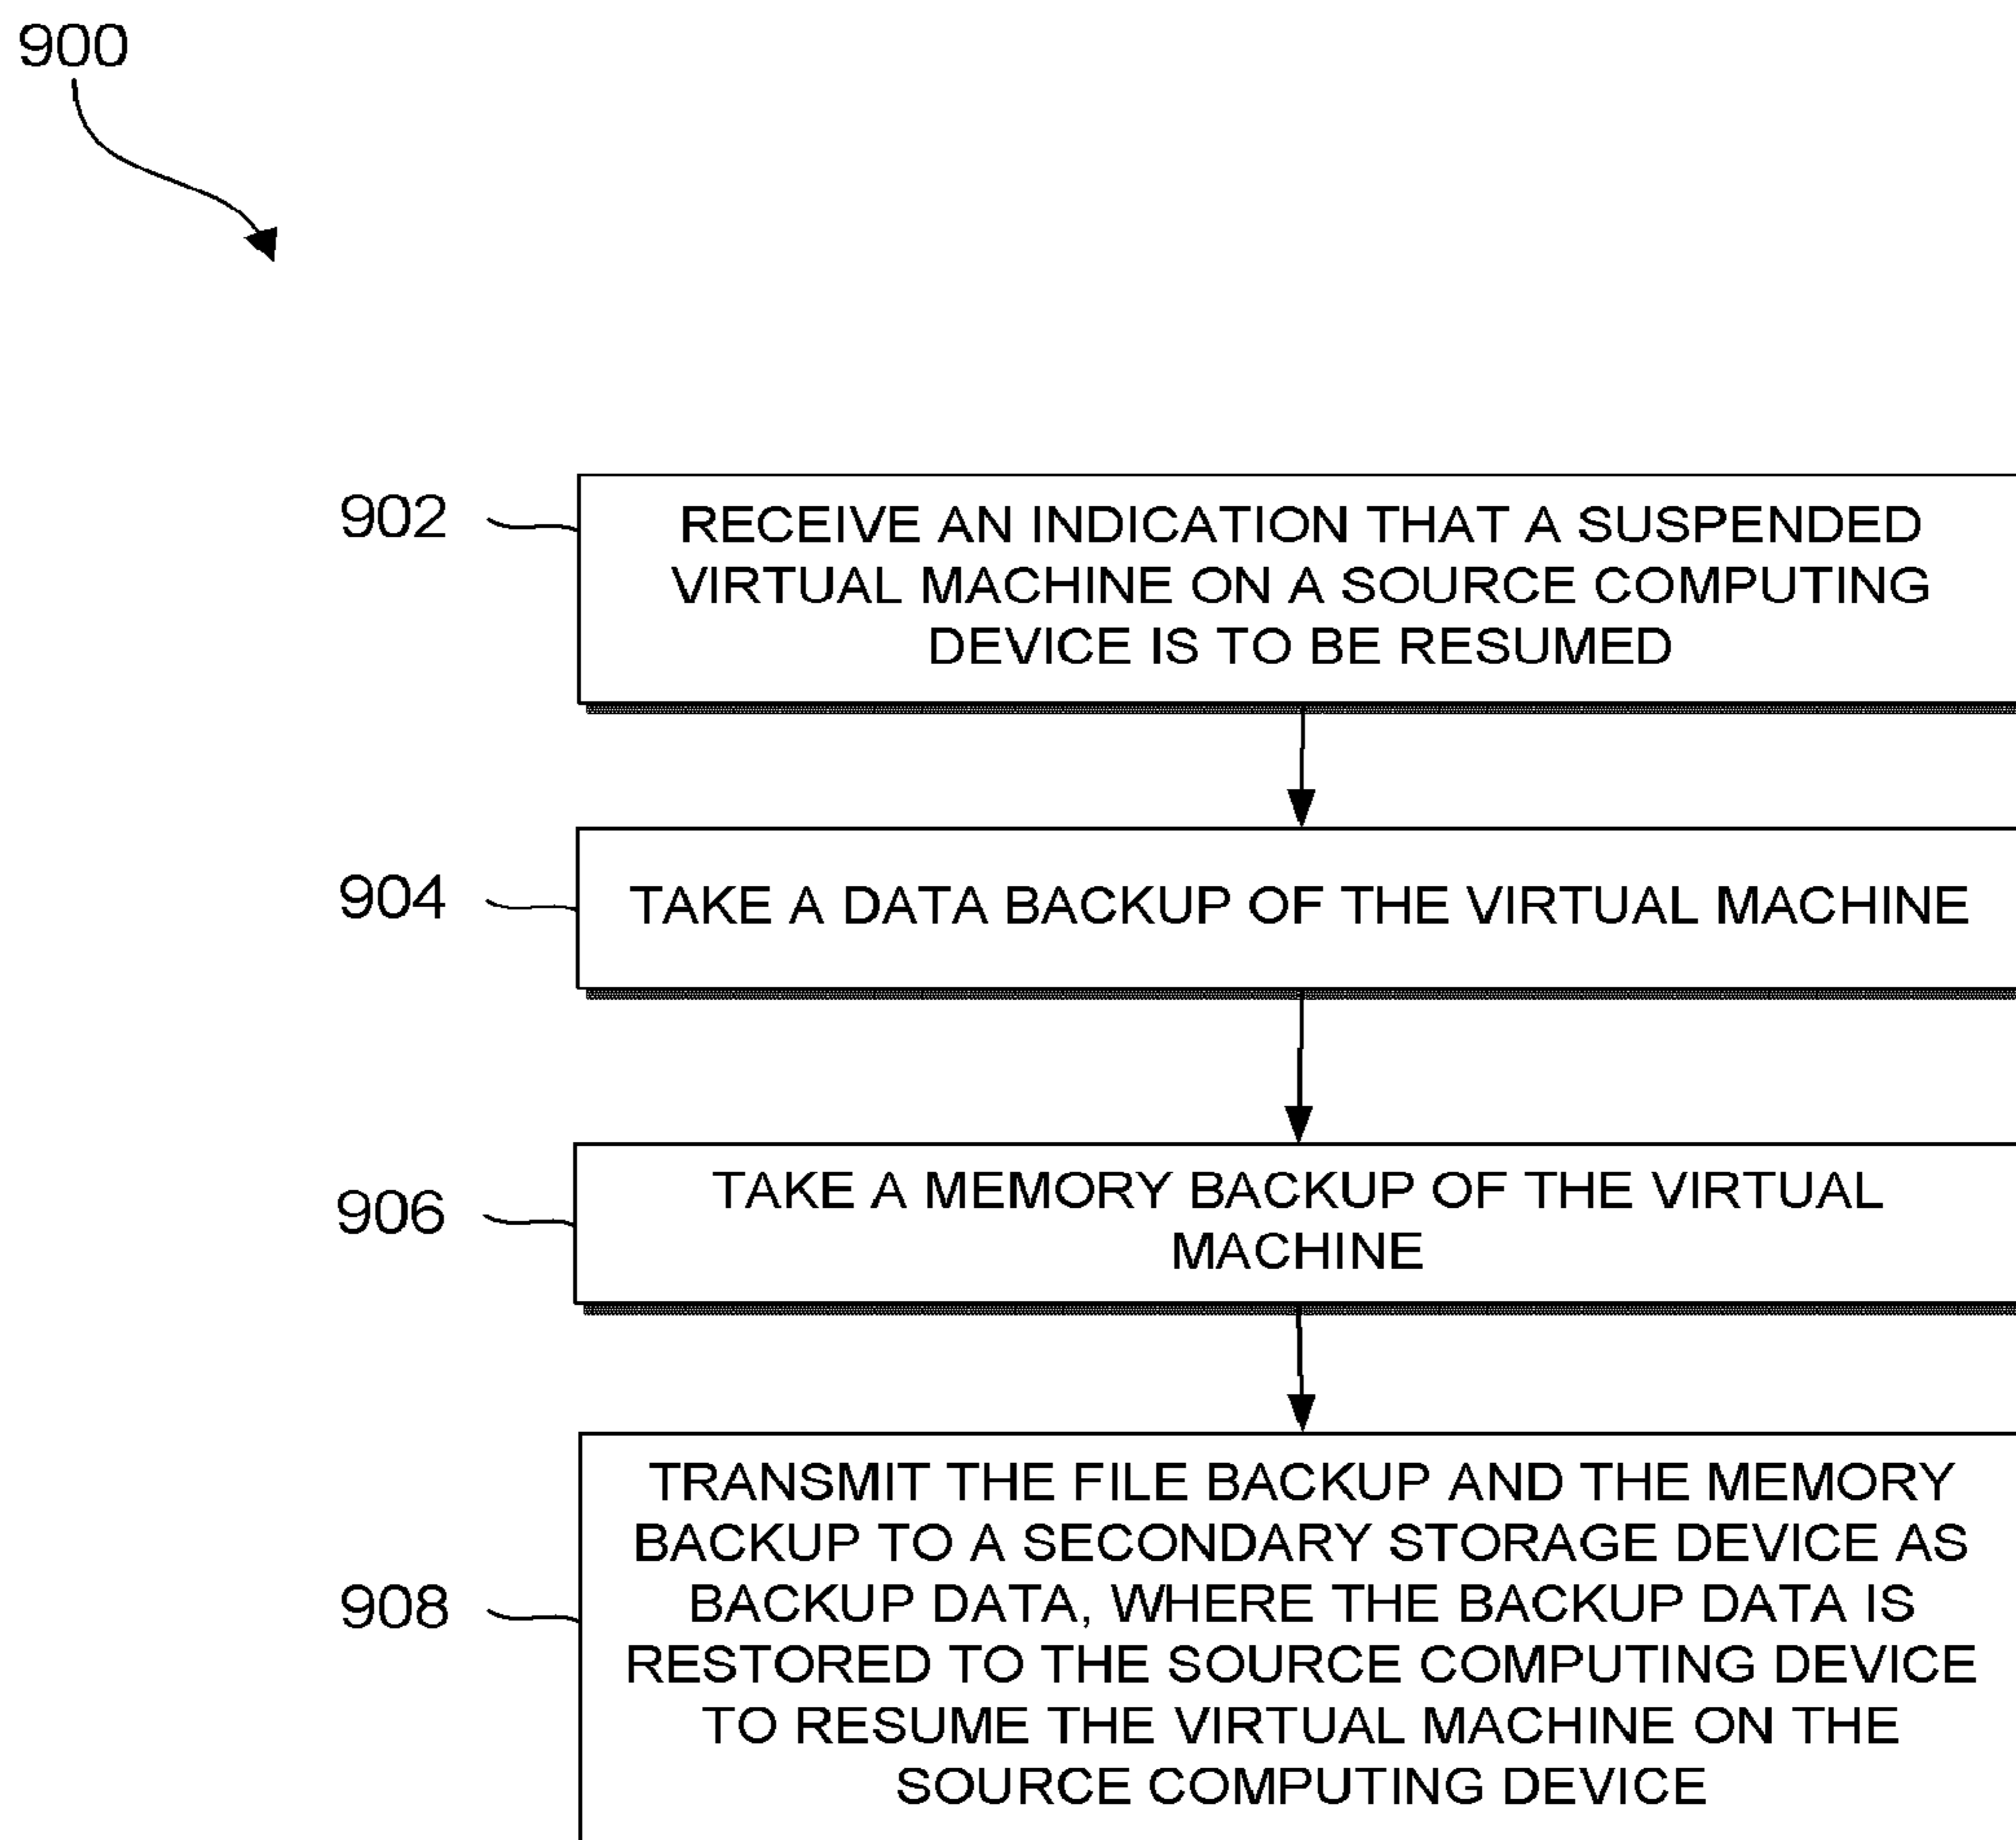 900
902
RECEIVE AN INDICATION THAT A SUSPENDED
VIRTUAL MACHINE ON A SOURCE COMPUTING
DEVICE IS TO BE RESUMED
904
TAKE A DATA BACKUP OF THE VIRTUAL MACHINE
906
TAKE A MEMORY BACKUP OF THE VIRTUAL
MACHINE
908
TRANSMIT THE FILE BACKUP AND THE MEMORY
BACKUP TO A SECONDARY STORAGE DEVICE AS
BACKUP DATA, WHERE THE BACKUP DATA IS
RESTORED TO THE SOURCE COMPUTING DEVICE
TO RESUME THE VIRTUAL MACHINE ON THE
SOURCE COMPUTING DEVICE